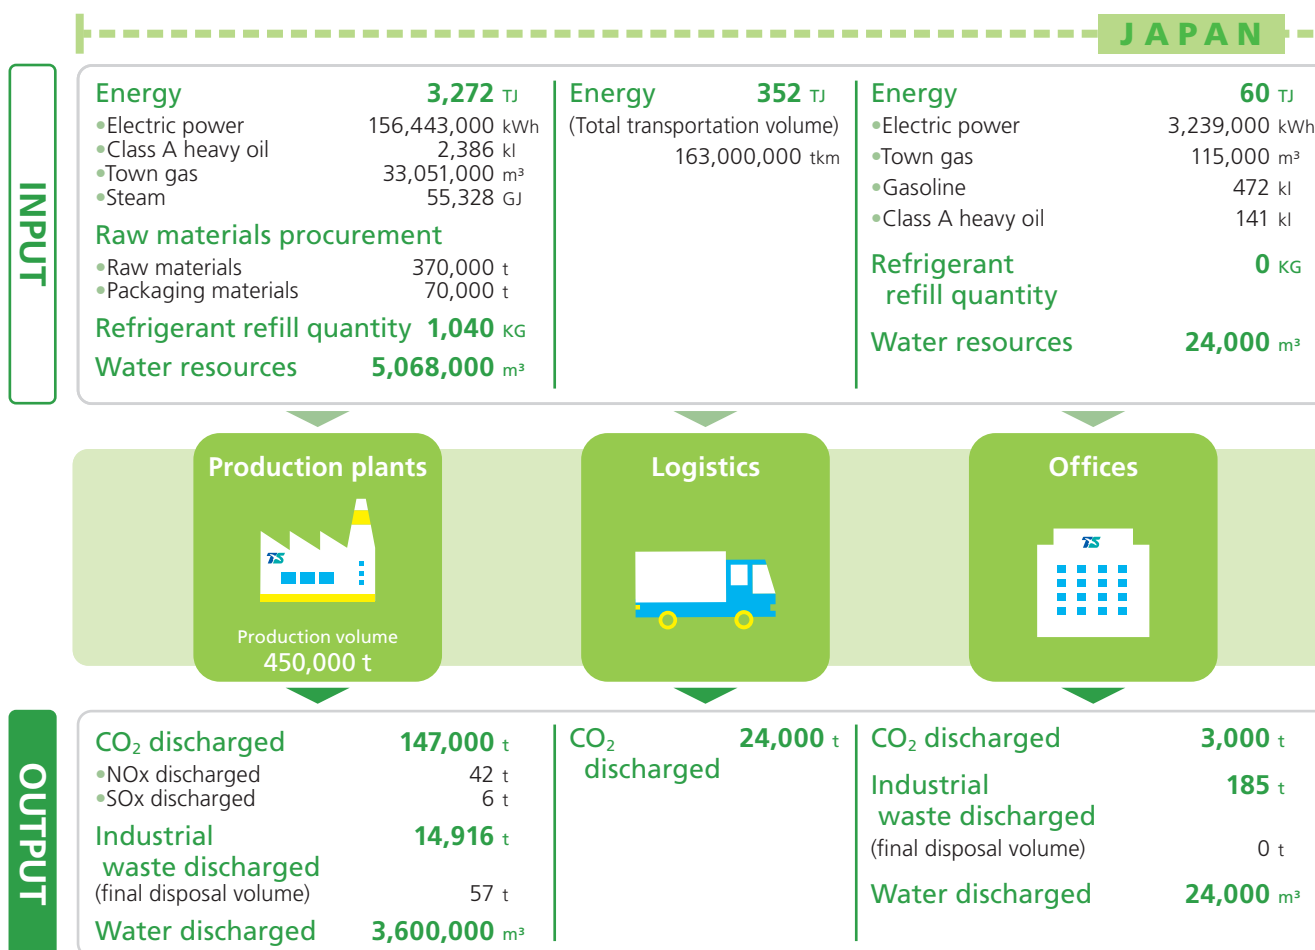 JAPAN
INPUT
Energy 3,272 TJ
•Electric power 156,443,000 kWh
•Class A heavy oil 2,386 kl
•Town gas 33,051,000 m³
•Steam 55,328 GJ
Raw materials procurement
•Raw materials 370,000 t
•Packaging materials 70,000 t
Refrigerant refill quantity 1,040 KG
Water resources 5,068,000 m³
Energy 352 TJ
(Total transportation volume)
163,000,000 tkm
Energy 60 TJ
•Electric power 3,239,000 kWh
•Town gas 115,000 m³
•Gasoline 472 kl
•Class A heavy oil 141 kl
Refrigerant 0 KG
refill quantity
Water resources 24,000 m³
Production plants
TS
Production volume
450,000 t
Logistics
Offices
TS
OUTPUT
CO₂ discharged 147,000 t
•NOx discharged 42 t
•SOx discharged 6 t
Industrial 14,916 t
waste discharged
(final disposal volume) 57 t
Water discharged 3,600,000 m³
CO₂ 24,000 t
discharged
CO₂ discharged 3,000 t
Industrial 185 t
waste discharged
(final disposal volume) 0 t
Water discharged 24,000 m³